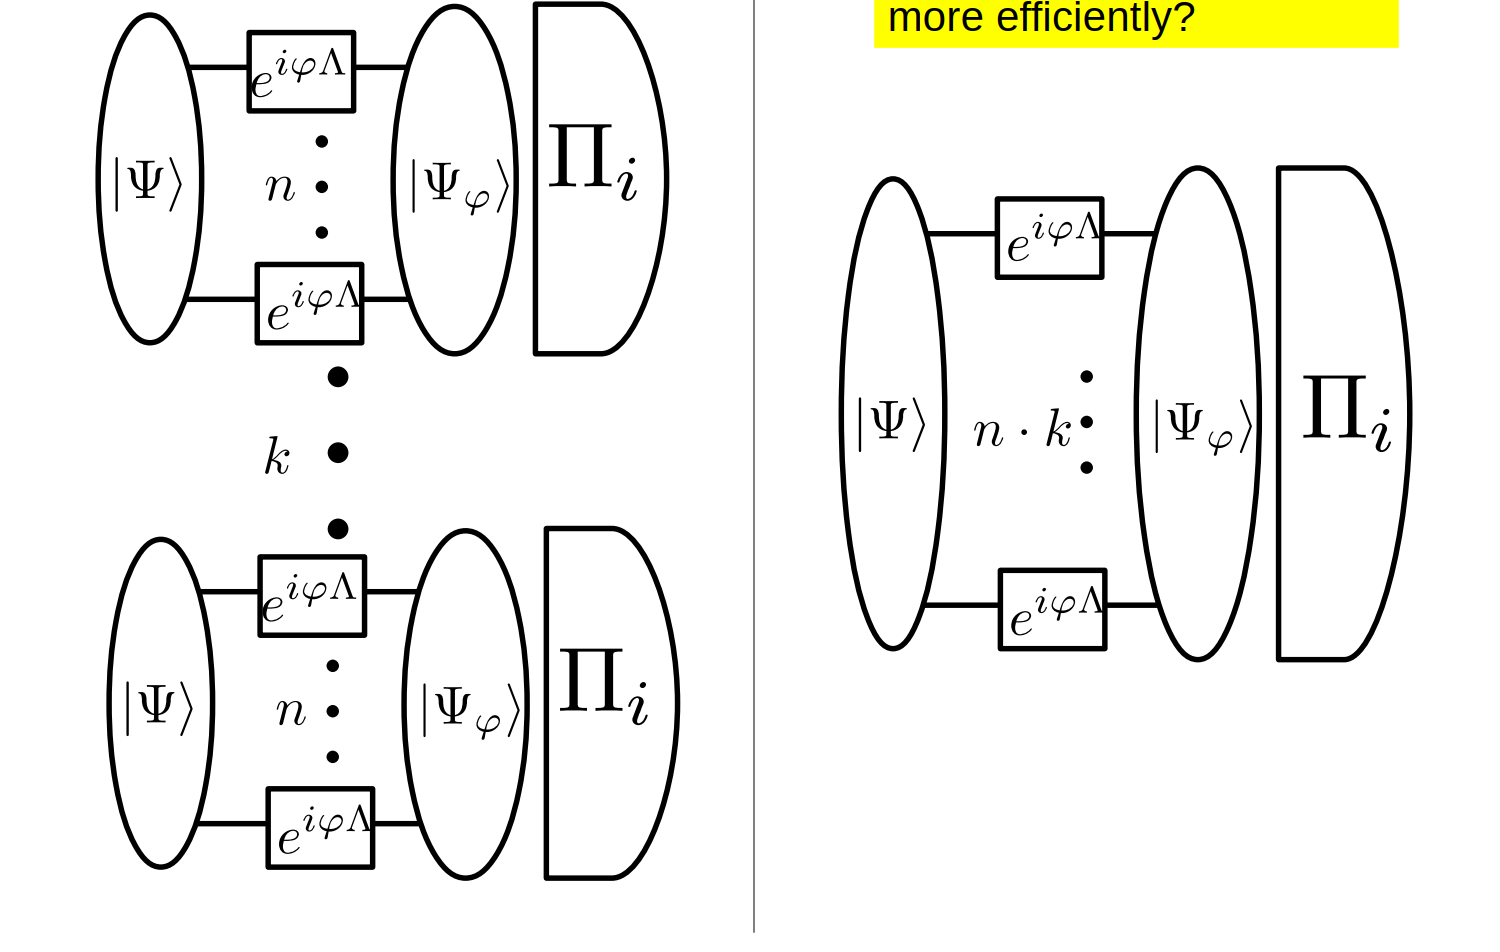 e^{iφΛ}
|Ψ⟩ n |Ψ_φ⟩ Π_i
e^{iφΛ}
k
e^{iφΛ}
|Ψ⟩ n |Ψ_φ⟩ Π_i
e^{iφΛ}
more efficiently?
e^{iφΛ}
|Ψ⟩ n · k |Ψ_φ⟩ Π_i
e^{iφΛ}